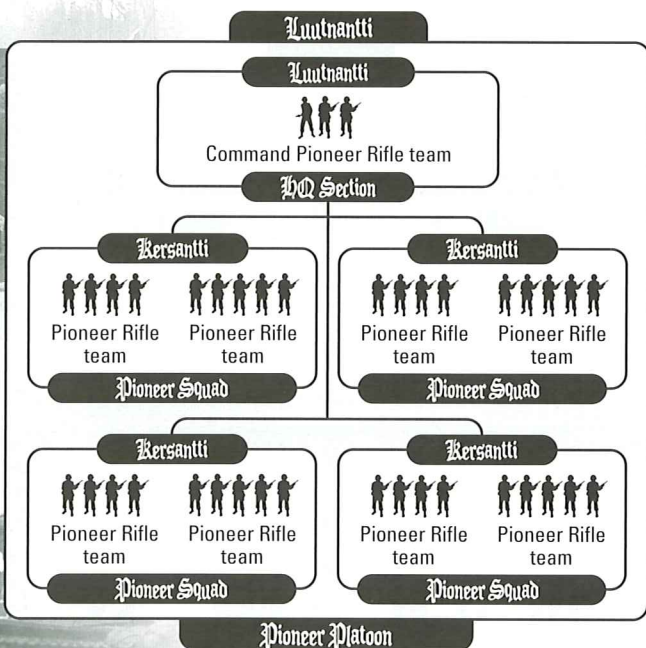 Luutnantti
Luutnantti
Command Pioneer Rifle team
HQ Section
Kersantti
Pioneer Rifle
team
Pioneer Rifle
team
Pioneer Squad
Kersantti
Pioneer Rifle
team
Pioneer Rifle
team
Pioneer Squad
Kersantti
Pioneer Rifle
team
Pioneer Rifle
team
Pioneer Squad
Kersantti
Pioneer Rifle
team
Pioneer Rifle
team
Pioneer Squad
Pioneer Platoon